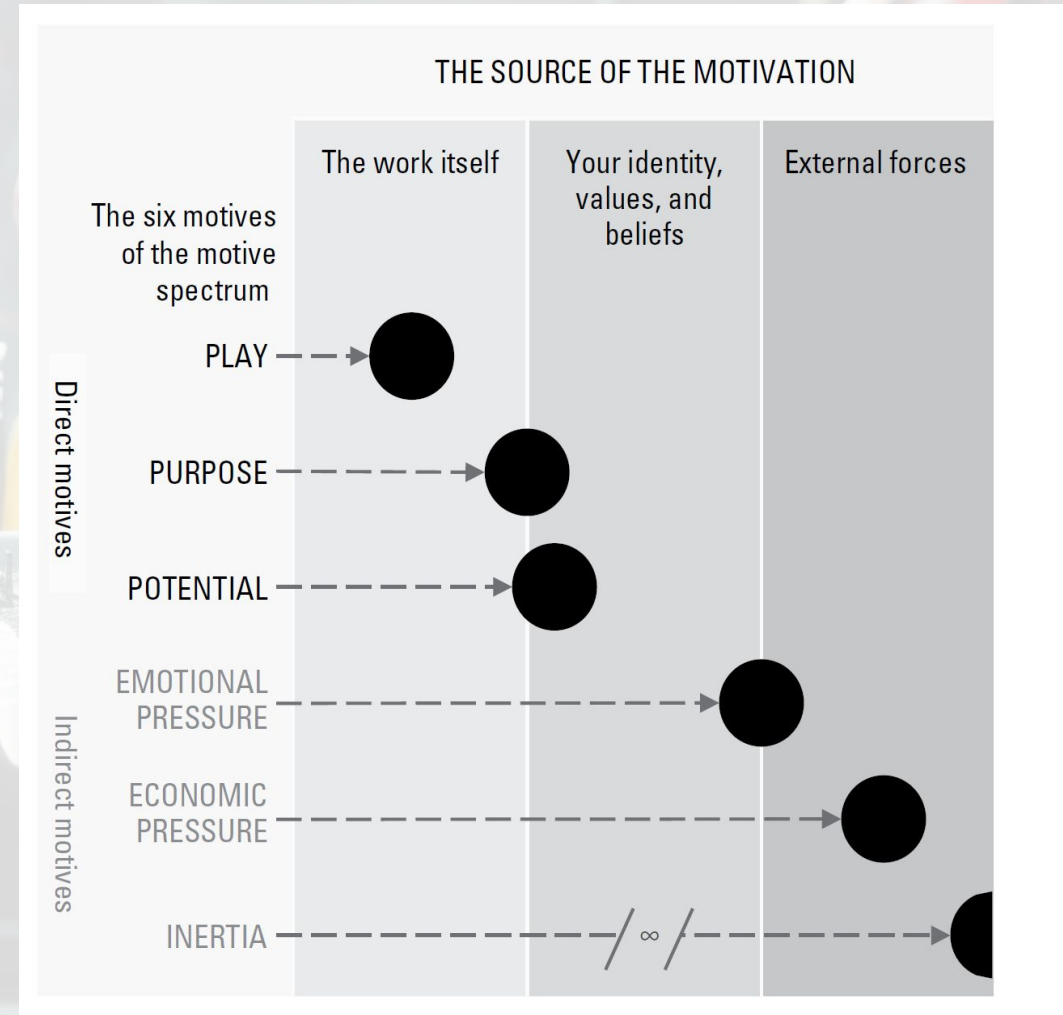 THE SOURCE OF THE MOTIVATION
The work itself
Your identity,
values, and
beliefs
External forces
The six motives
of the motive
spectrum
Direct motives
PLAY
PURPOSE
POTENTIAL
Indirect motives
EMOTIONAL
PRESSURE
ECONOMIC
PRESSURE
INERTIA
∞